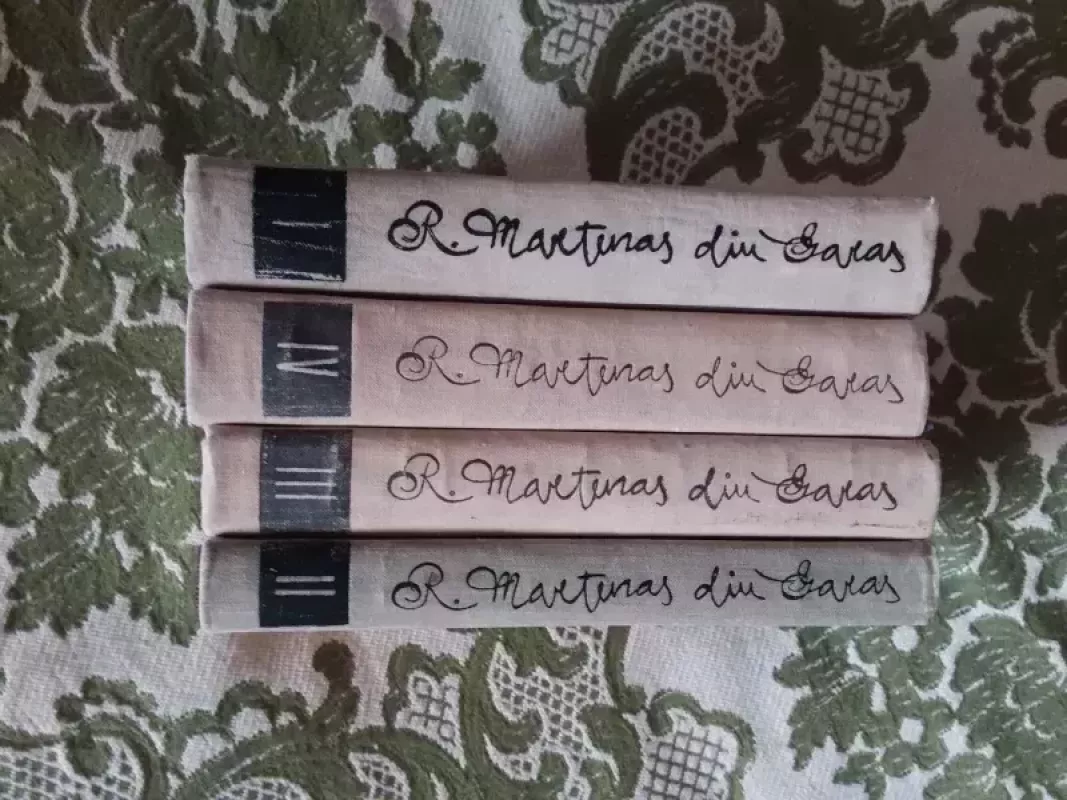 I
R. Martenas diu Garas
IV
R. Martenas diu Garas
III
R. Martenas diu Garas
II
R. Martenas diu Garas